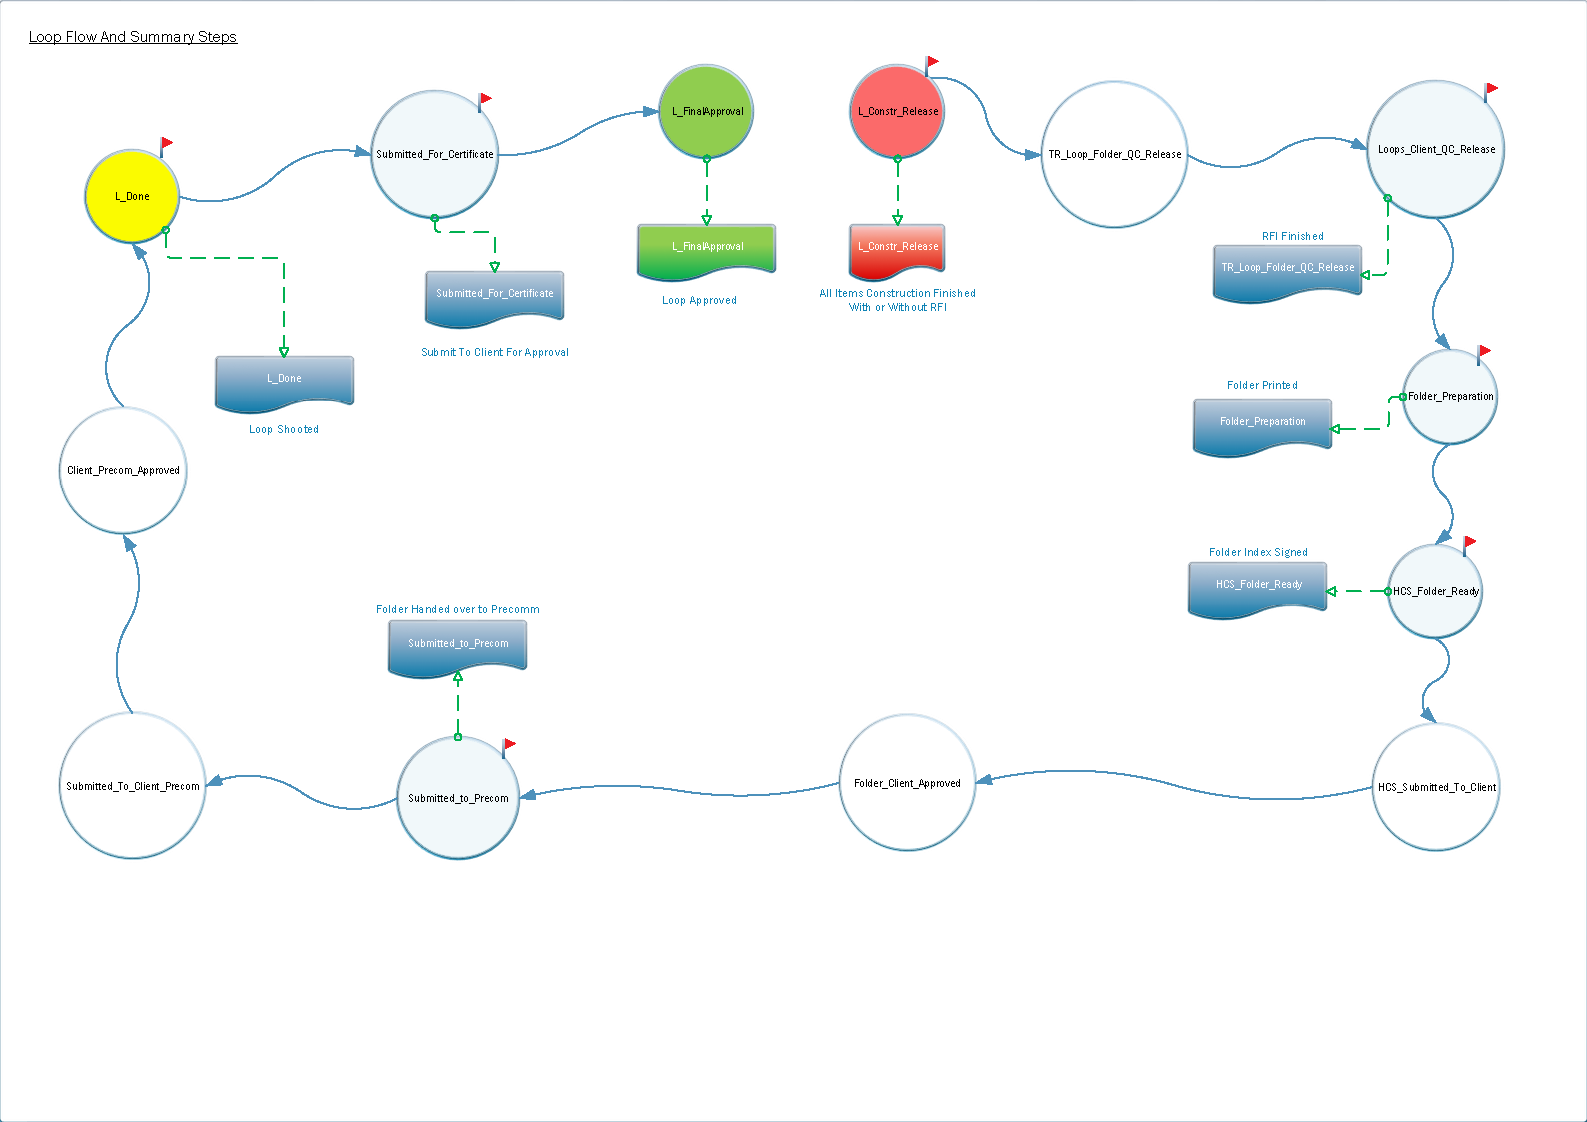 Loop Flow And Summary Steps
L_FinalApproval
L_Constr_Release
Submitted_For_Certificate
TR_Loop_Folder_QC_Release
Loops_Client_QC_Release
L_Done
RFI Finished
L_FinalApproval
L_Constr_Release
TR_Loop_Folder_QC_Release
Submitted_For_Certificate
Loop Approved
All Items Construction Finished
With or Without RFI
Submit To Client For Approval
L_Done
Folder Printed
Folder_Preparation
Folder_Preparation
Loop Shooted
Client_Precom_Approved
Folder Index Signed
HCS_Folder_Ready
HCS_Folder_Ready
Folder Handed over to Precomm
Submitted_to_Precom
Submitted_To_Client_Precom
Submitted_to_Precom
Folder_Client_Approved
HCS_Submitted_To_Client